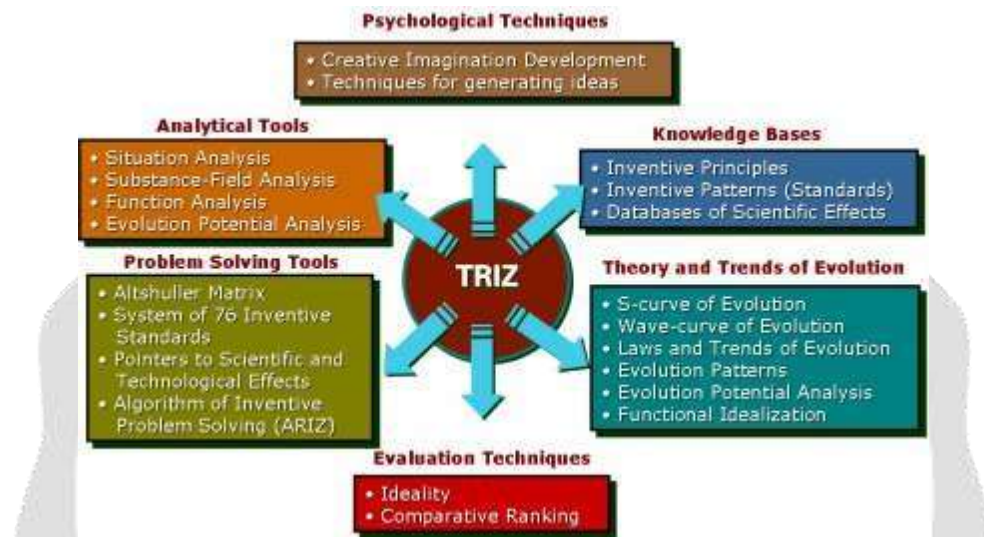 Psychological Techniques
• Creative Imagination Development
• Techniques for generating ideas
Analytical Tools
• Situation Analysis
• Substance-Field Analysis
• Function Analysis
• Evolution Potential Analysis
Knowledge Bases
• Inventive Principles
• Inventive Patterns (Standards)
• Databases of Scientific Effects
TRIZ
Problem Solving Tools
• Altshuller Matrix
• System of 76 Inventive
Standards
• Pointers to Scientific and
Technological Effects
• Algorithm of Inventive
Problem Solving (ARIZ)
Theory and Trends of Evolution
• S-curve of Evolution
• Wave-curve of Evolution
• Laws and Trends of Evolution
• Evolution Patterns
• Evolution Potential Analysis
• Functional Idealization
Evaluation Techniques
• Ideality
• Comparative Ranking